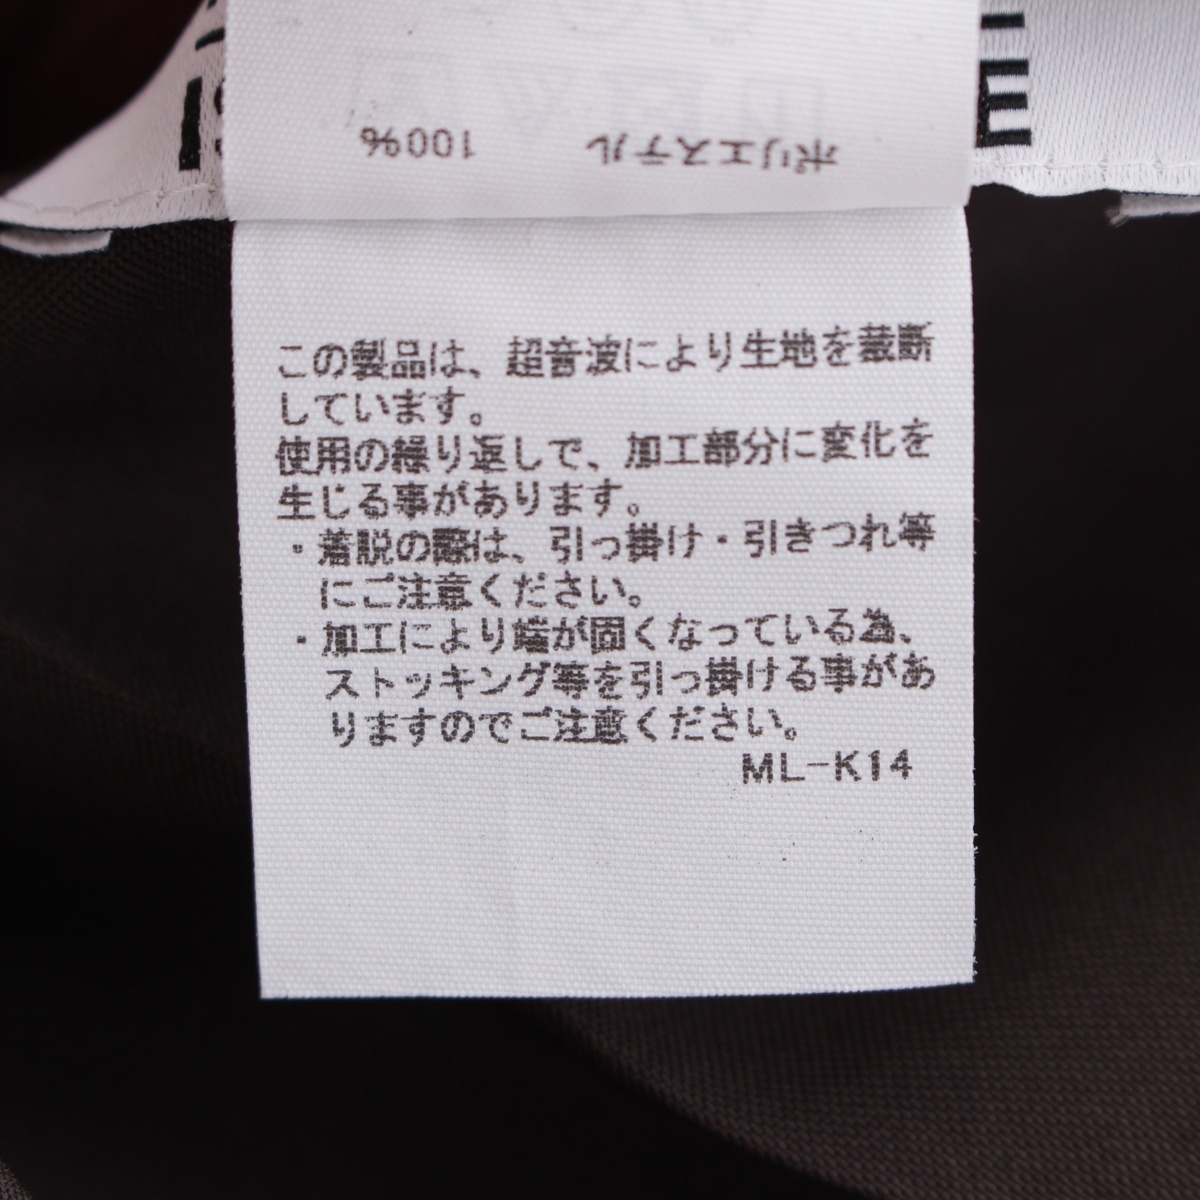 ポリエステル 100%
この製品は、超音波により生地を裁断
しています。
使用の繰り返しで、加工部分に変化を
生じる事があります。
・着脱の際は、引っ掛け・引きつれ等
にご注意ください。
・加工により端が固くなっている為、
ストッキング等を引っ掛ける事があ
りますのでご注意ください。
ML-K14